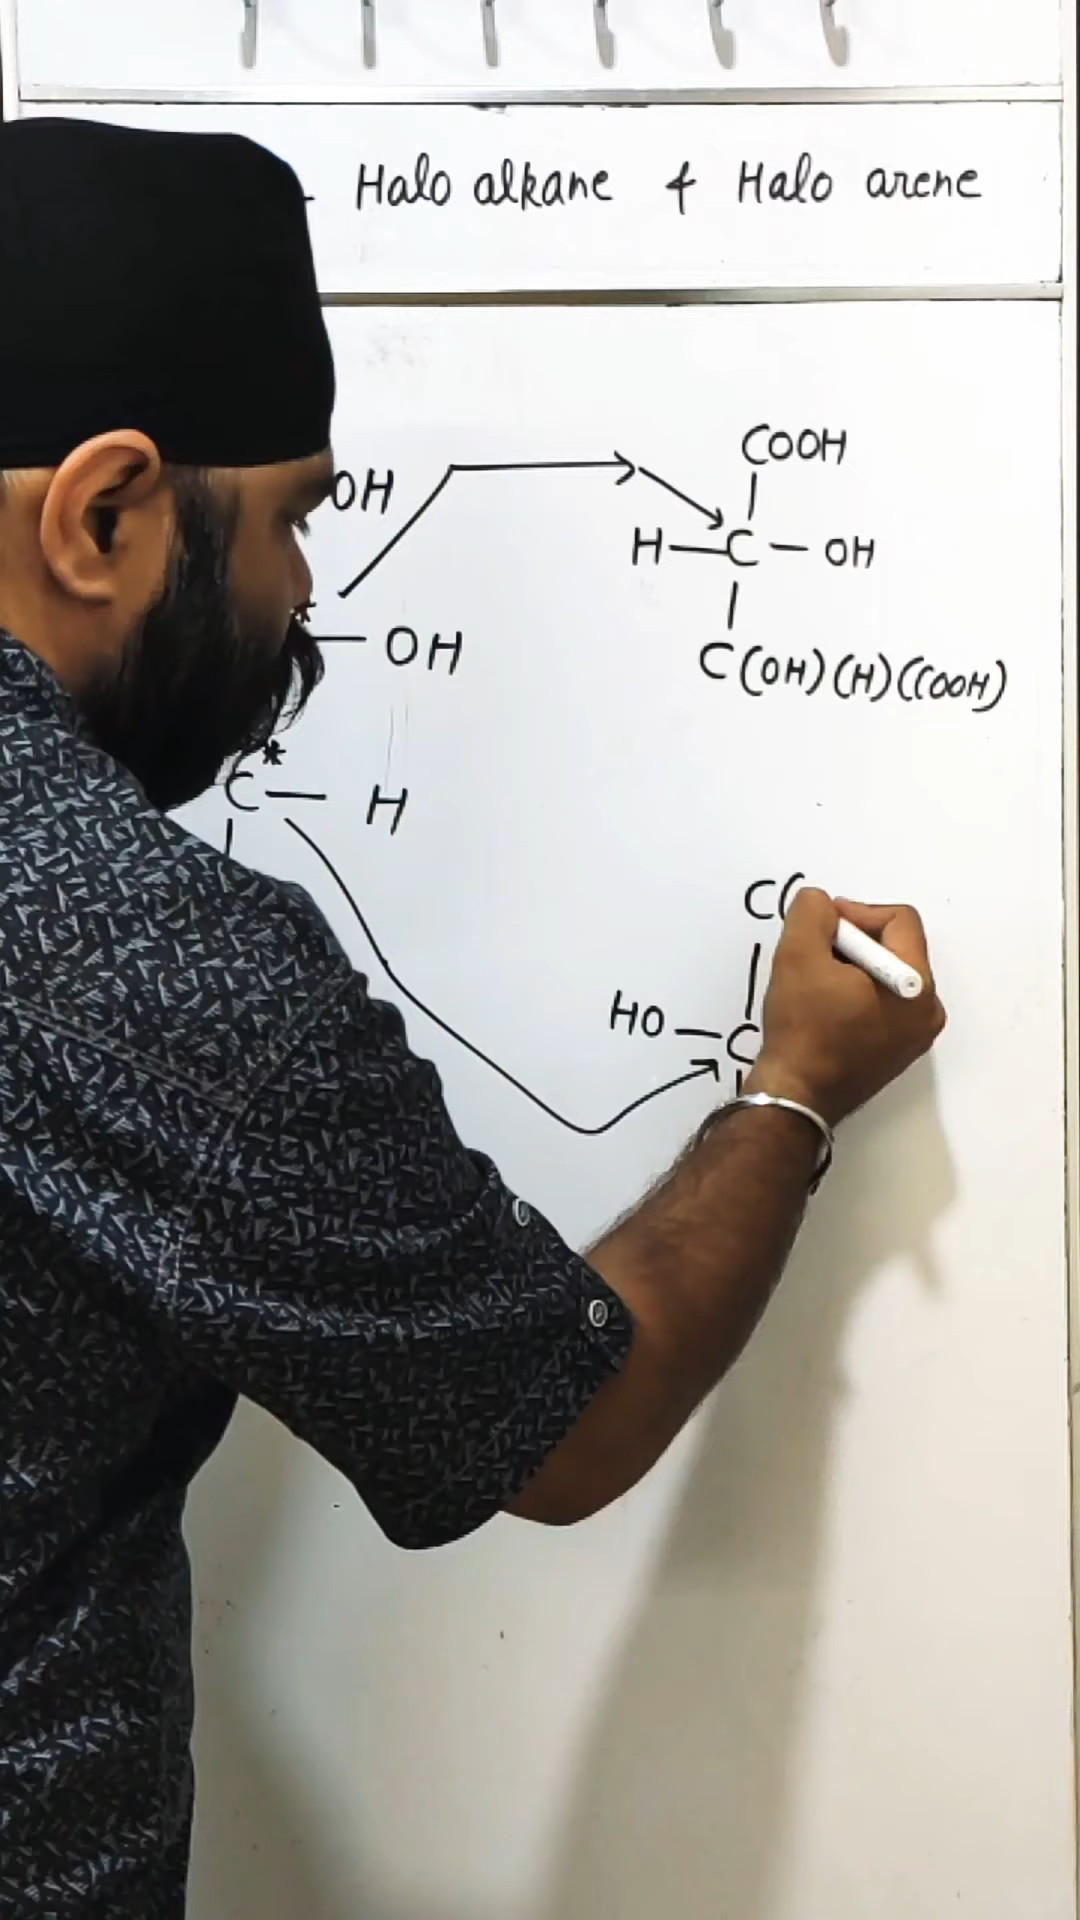 Halo alkane & Halo arene
COOH
OH
H — C — OH
* — OH
C(OH)(H)(COOH)
*
C — H
C(
HO — C